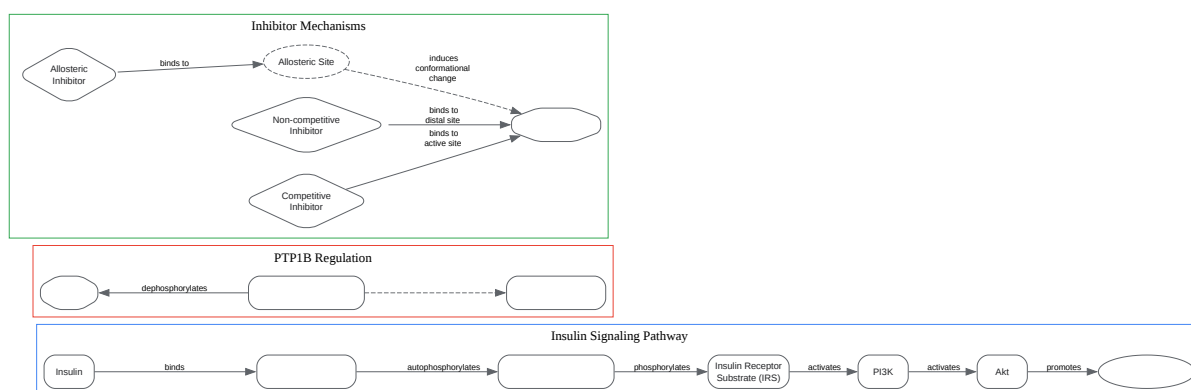 Inhibitor Mechanisms
Allosteric
Inhibitor
binds to
Allosteric Site
induces
conformational
change
Non-competitive
Inhibitor
binds to
distal site
binds to
active site
Competitive
Inhibitor
PTP1B Regulation
dephosphorylates
Insulin Signaling Pathway
Insulin
binds
autophosphorylates
phosphorylates
Insulin Receptor
Substrate (IRS)
activates
PI3K
activates
Akt
promotes